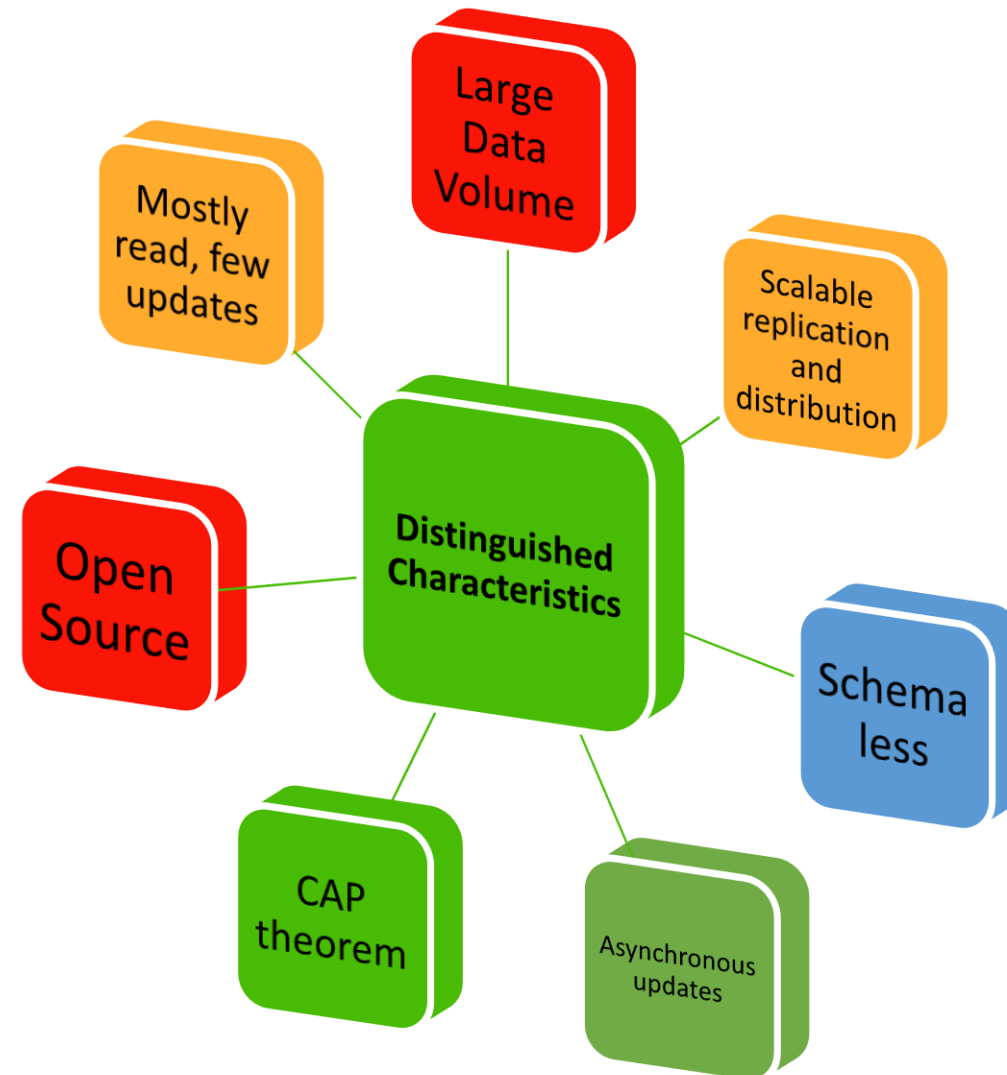 Large
Data
Volume
Mostly
read, few
updates
Scalable
replication
and
distribution
Distinguished
Characteristics
Open
Source
Schema
less
CAP
theorem
Asynchronous
updates